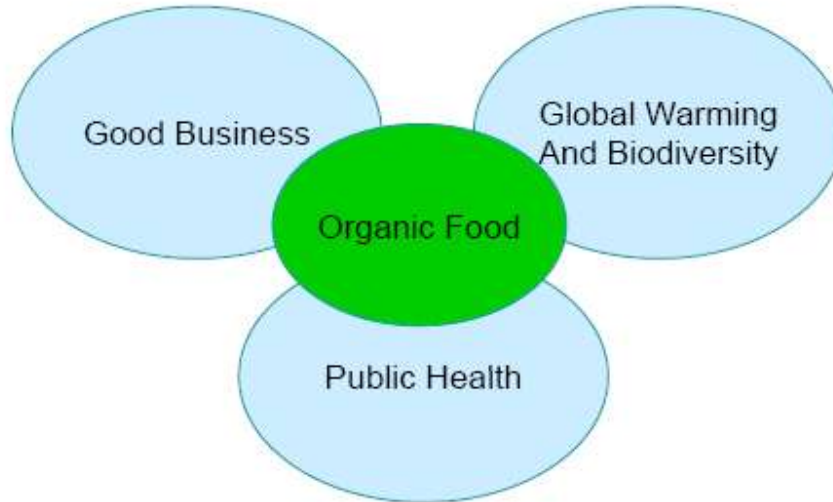 Good Business
Global Warming
And Biodiversity
Organic Food
Public Health